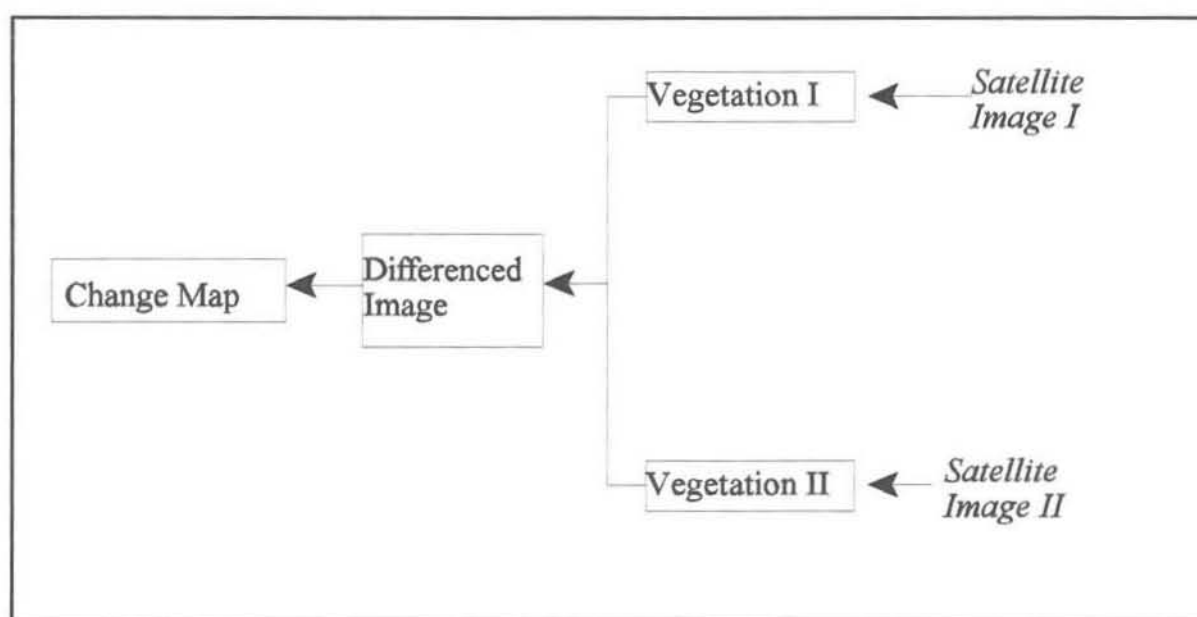 Vegetation I
Satellite
Image I
Differenced
Image
Change Map
Vegetation II
Satellite
Image II